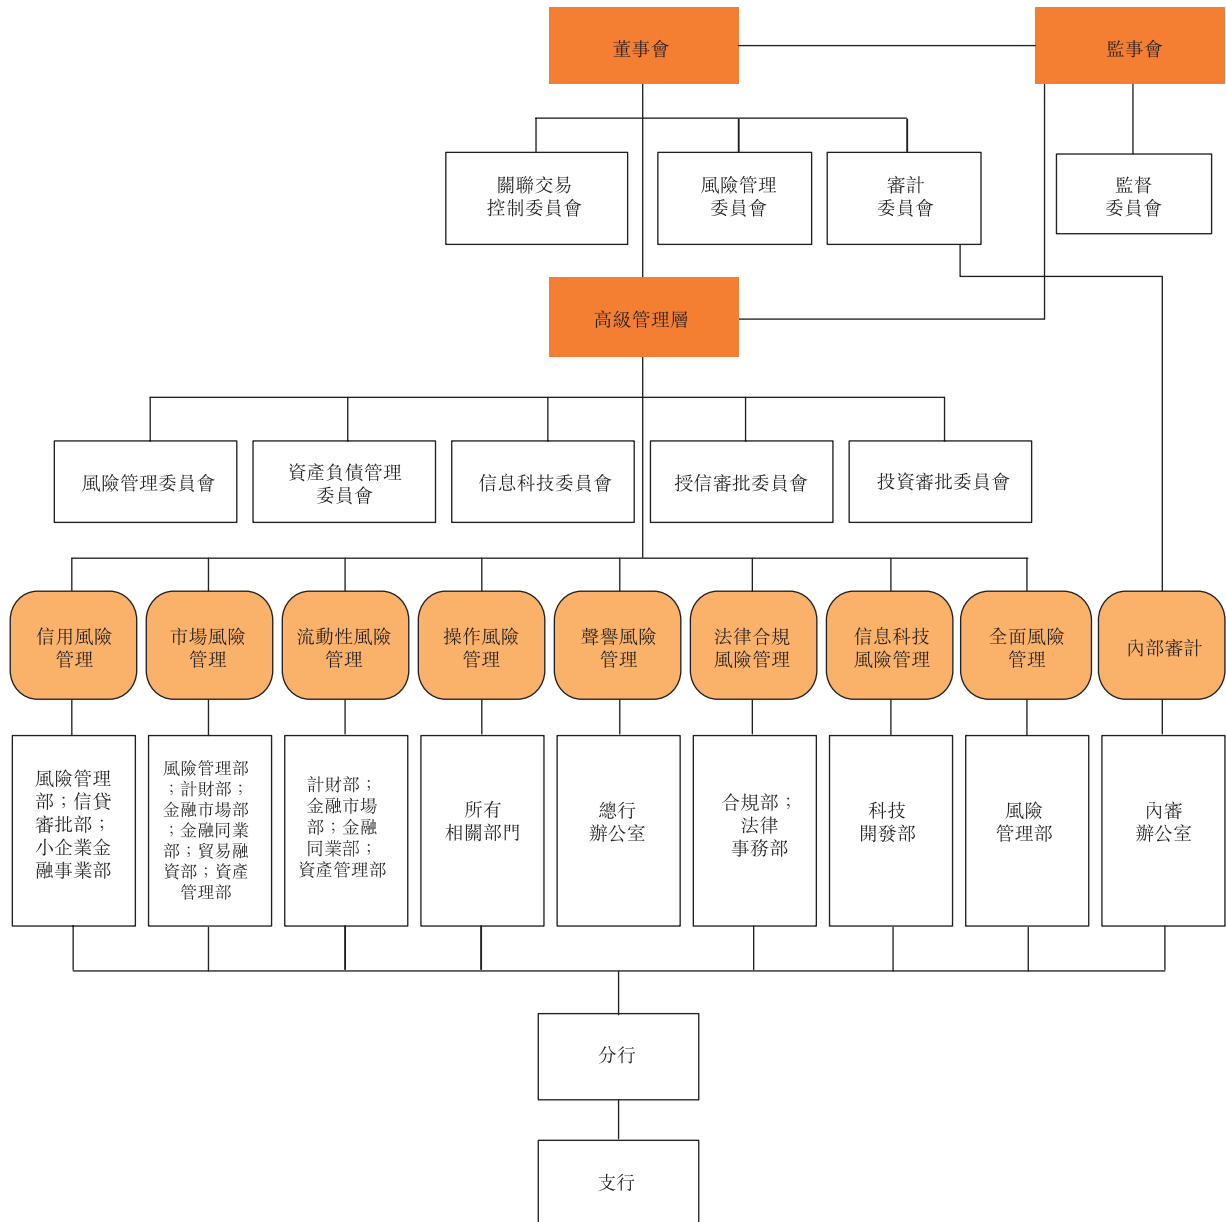 董事會
監事會
關聯交易
控制委員會
風險管理
委員會
審計
委員會
監督
委員會
高級管理層
風險管理委員會
資產負債管理
委員會
信息科技委員會
授信審批委員會
投資審批委員會
信用風險
管理
市場風險
管理
流動性風險
管理
操作風險
管理
聲譽風險
管理
法律合規
風險管理
信息科技
風險管理
全面風險
管理
內部審計
風險管理
部；信貸
審批部；
小企業金
融事業部
風險管理部
；計財部；
金融市場部
；金融同業
部；貿易融
資部；資產
管理部
計財部；
金融市場
部；金融
同業部；
資產管理部
所有
相關部門
總行
辦公室
合規部；
法律
事務部
科技
開發部
風險
管理部
內審
辦公室
分行
支行